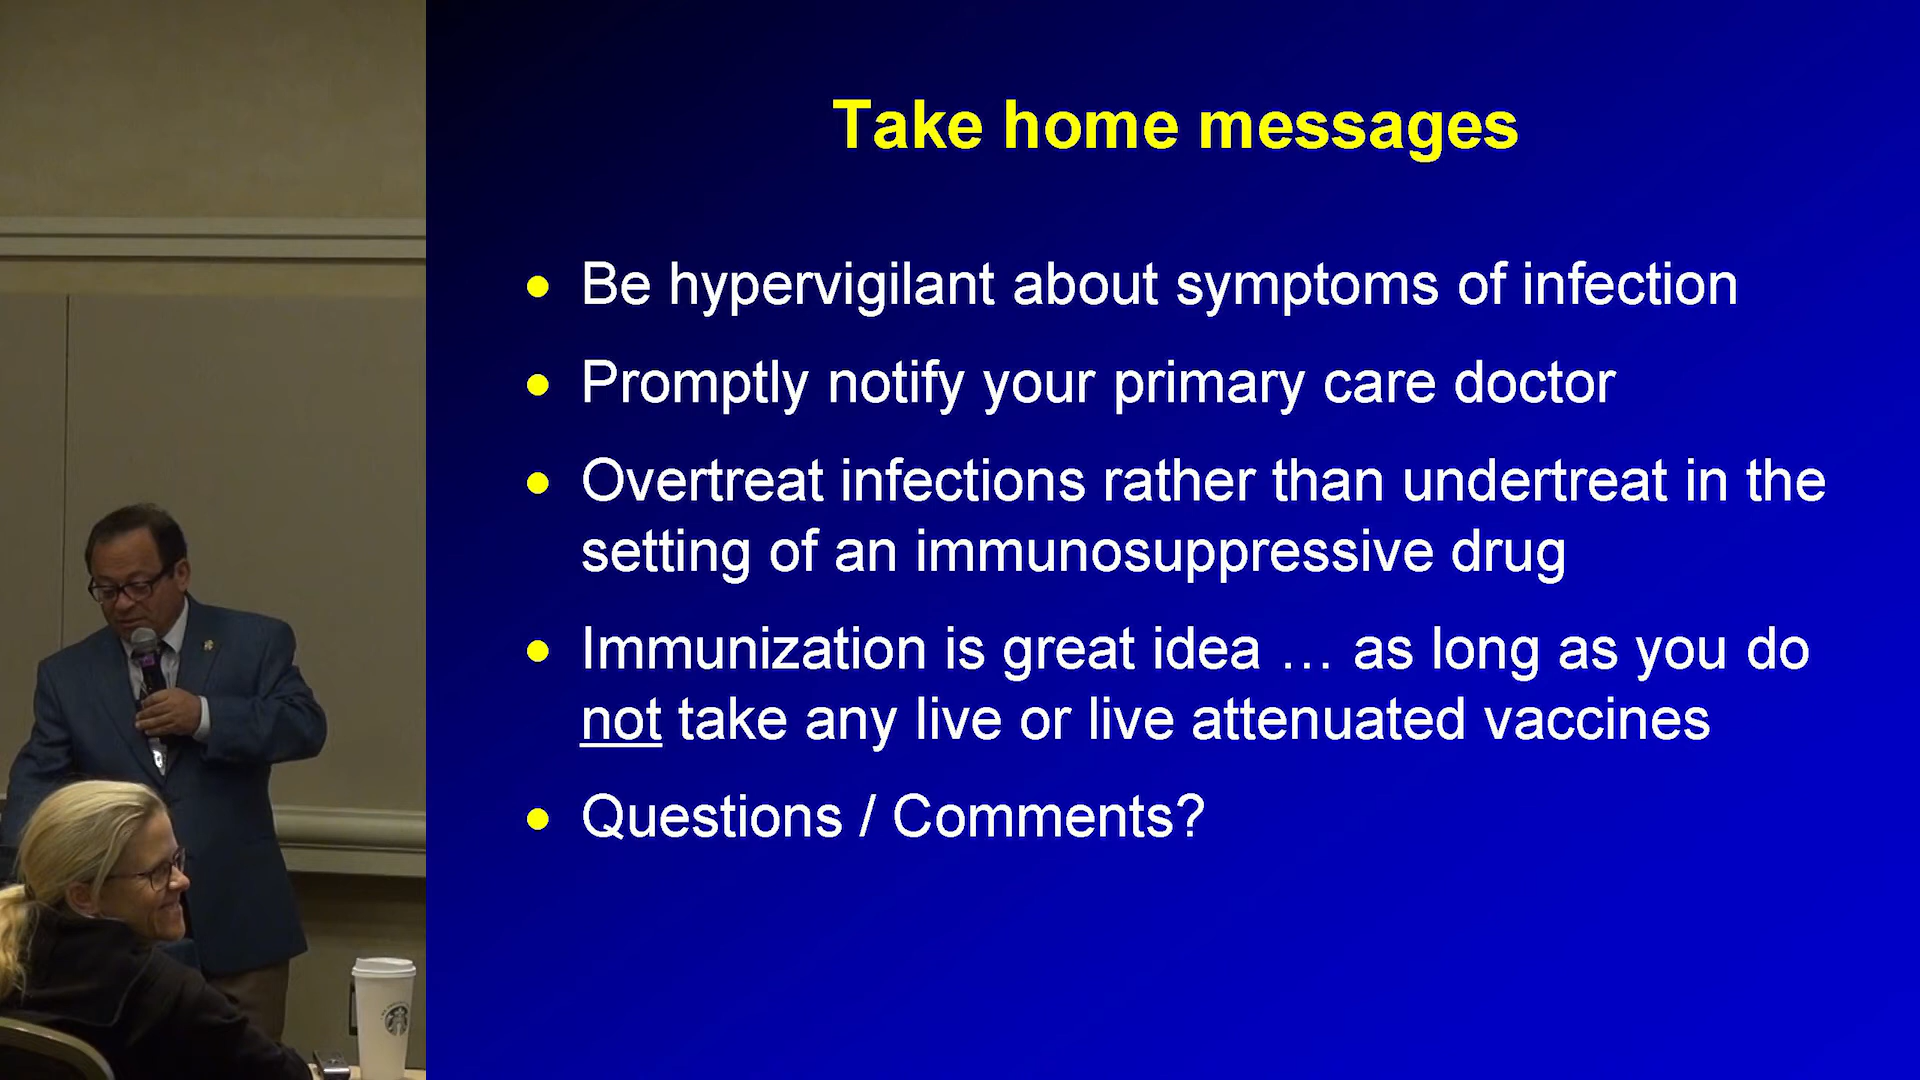 Take home messages
• Be hypervigilant about symptoms of infection
• Promptly notify your primary care doctor
• Overtreat infections rather than undertreat in the
setting of an immunosuppressive drug
• Immunization is great idea … as long as you do
not take any live or live attenuated vaccines
• Questions / Comments?